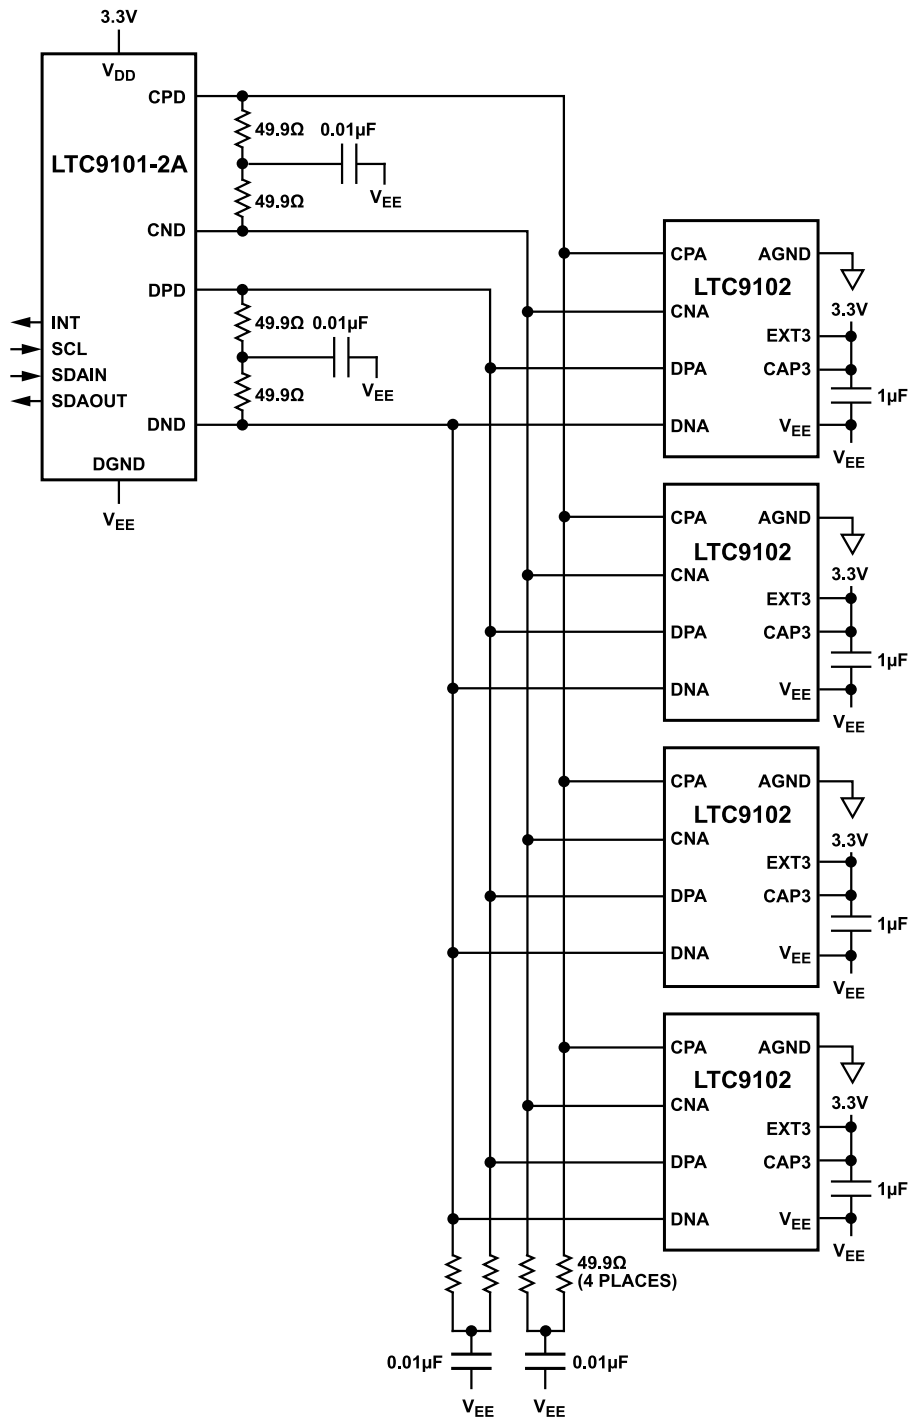 3.3V
VDD
CPD
LTC9101-2A
49.9Ω
0.01µF
VEE
49.9Ω
CND
DPD
INT
SCL
SDAIN
SDAOUT
49.9Ω
0.01µF
VEE
49.9Ω
DND
DGND
VEE
CPA
AGND
LTC9102
CNA
3.3V
EXT3
DPA
CAP3
1µF
DNA
VEE
VEE
CPA
AGND
LTC9102
CNA
3.3V
EXT3
DPA
CAP3
1µF
DNA
VEE
VEE
CPA
AGND
LTC9102
CNA
3.3V
EXT3
DPA
CAP3
1µF
DNA
VEE
VEE
CPA
AGND
LTC9102
CNA
3.3V
EXT3
DPA
CAP3
1µF
DNA
VEE
VEE
49.9Ω
(4 PLACES)
0.01µF
0.01µF
VEE
VEE